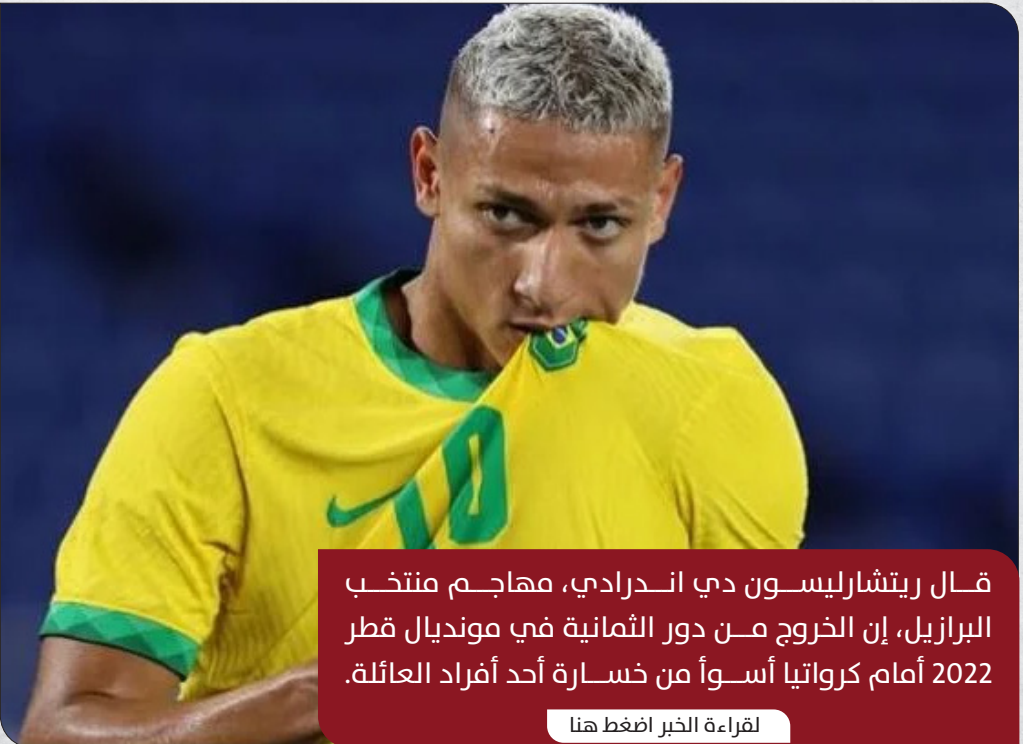 10
قال ريتشارليسون دي اندرادي، مهاجم منتخب
البرازيل، إن الخروج من دور الثمانية في مونديال قطر
2022 أمام كرواتيا أسوأ من خسارة أحد أفراد العائلة.
لقراءة الخبر اضغط هنا